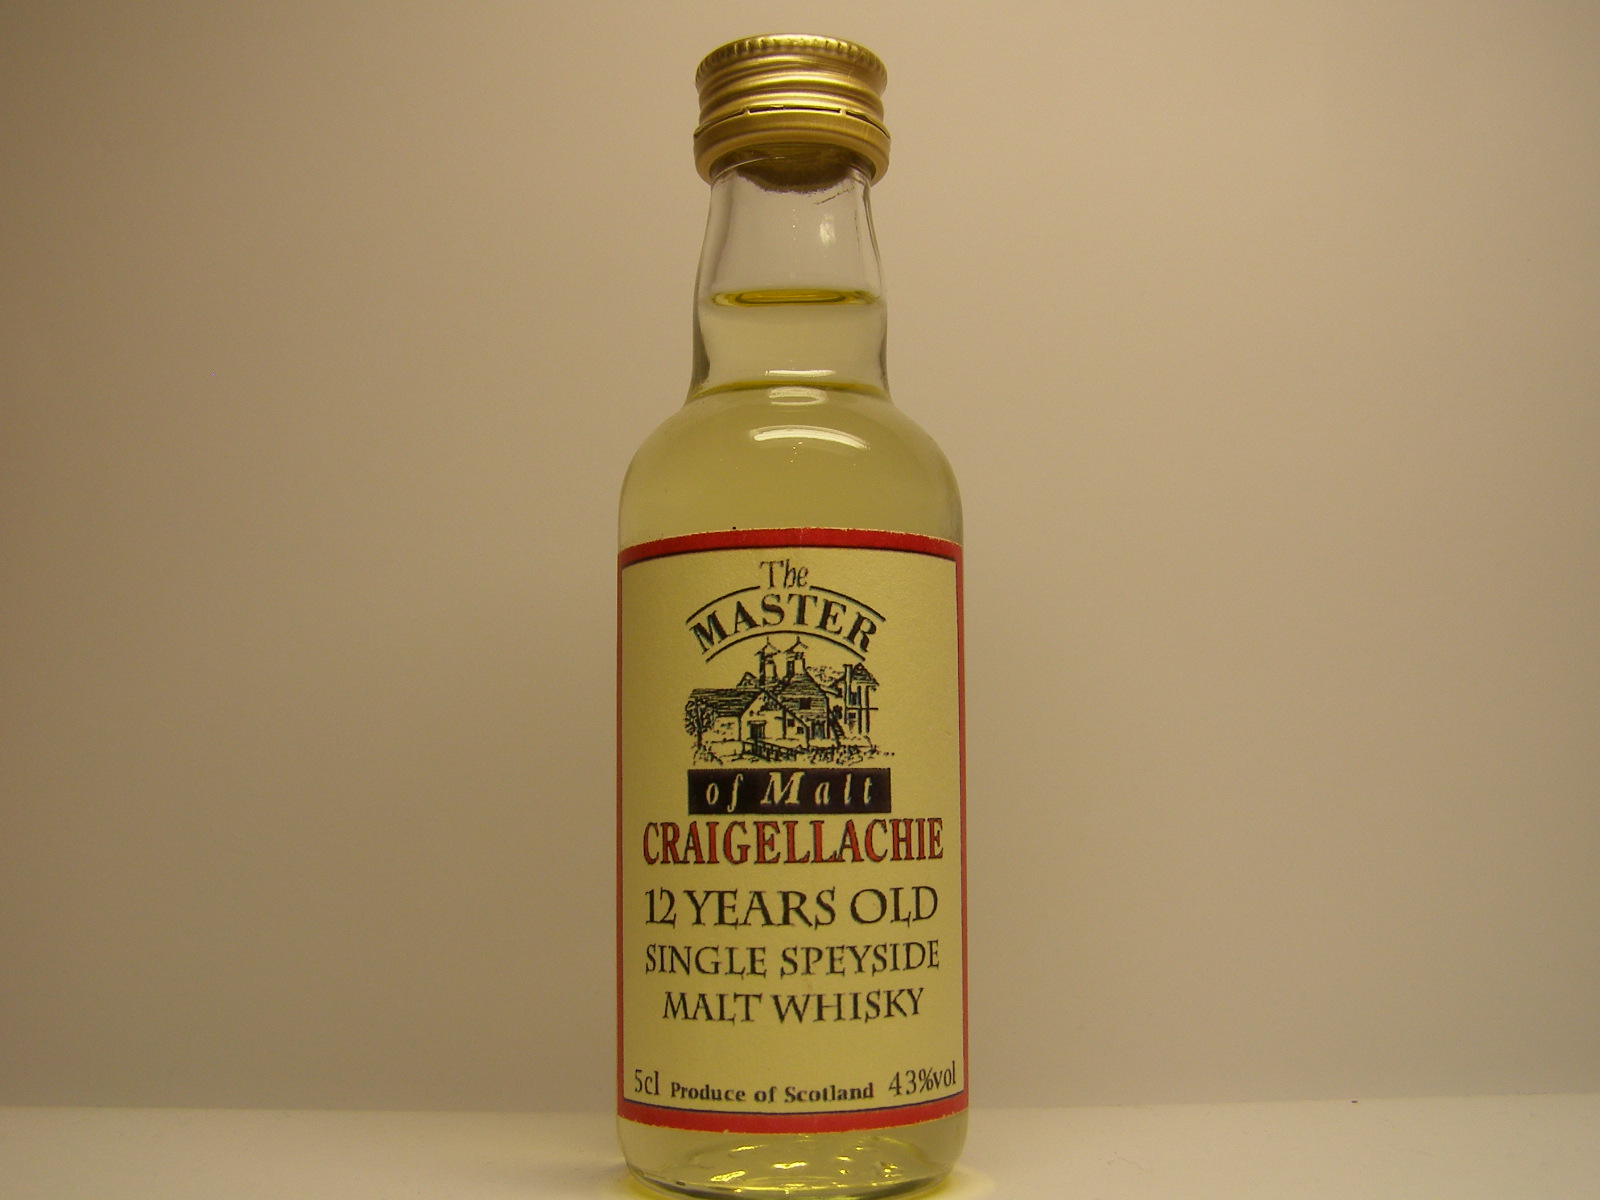 The
MASTER
of Malt
CRAIGELLACHIE
12 YEARS OLD
SINGLE SPEYSIDE
MALT WHISKY
5cl Produce of Scotland 43%vol